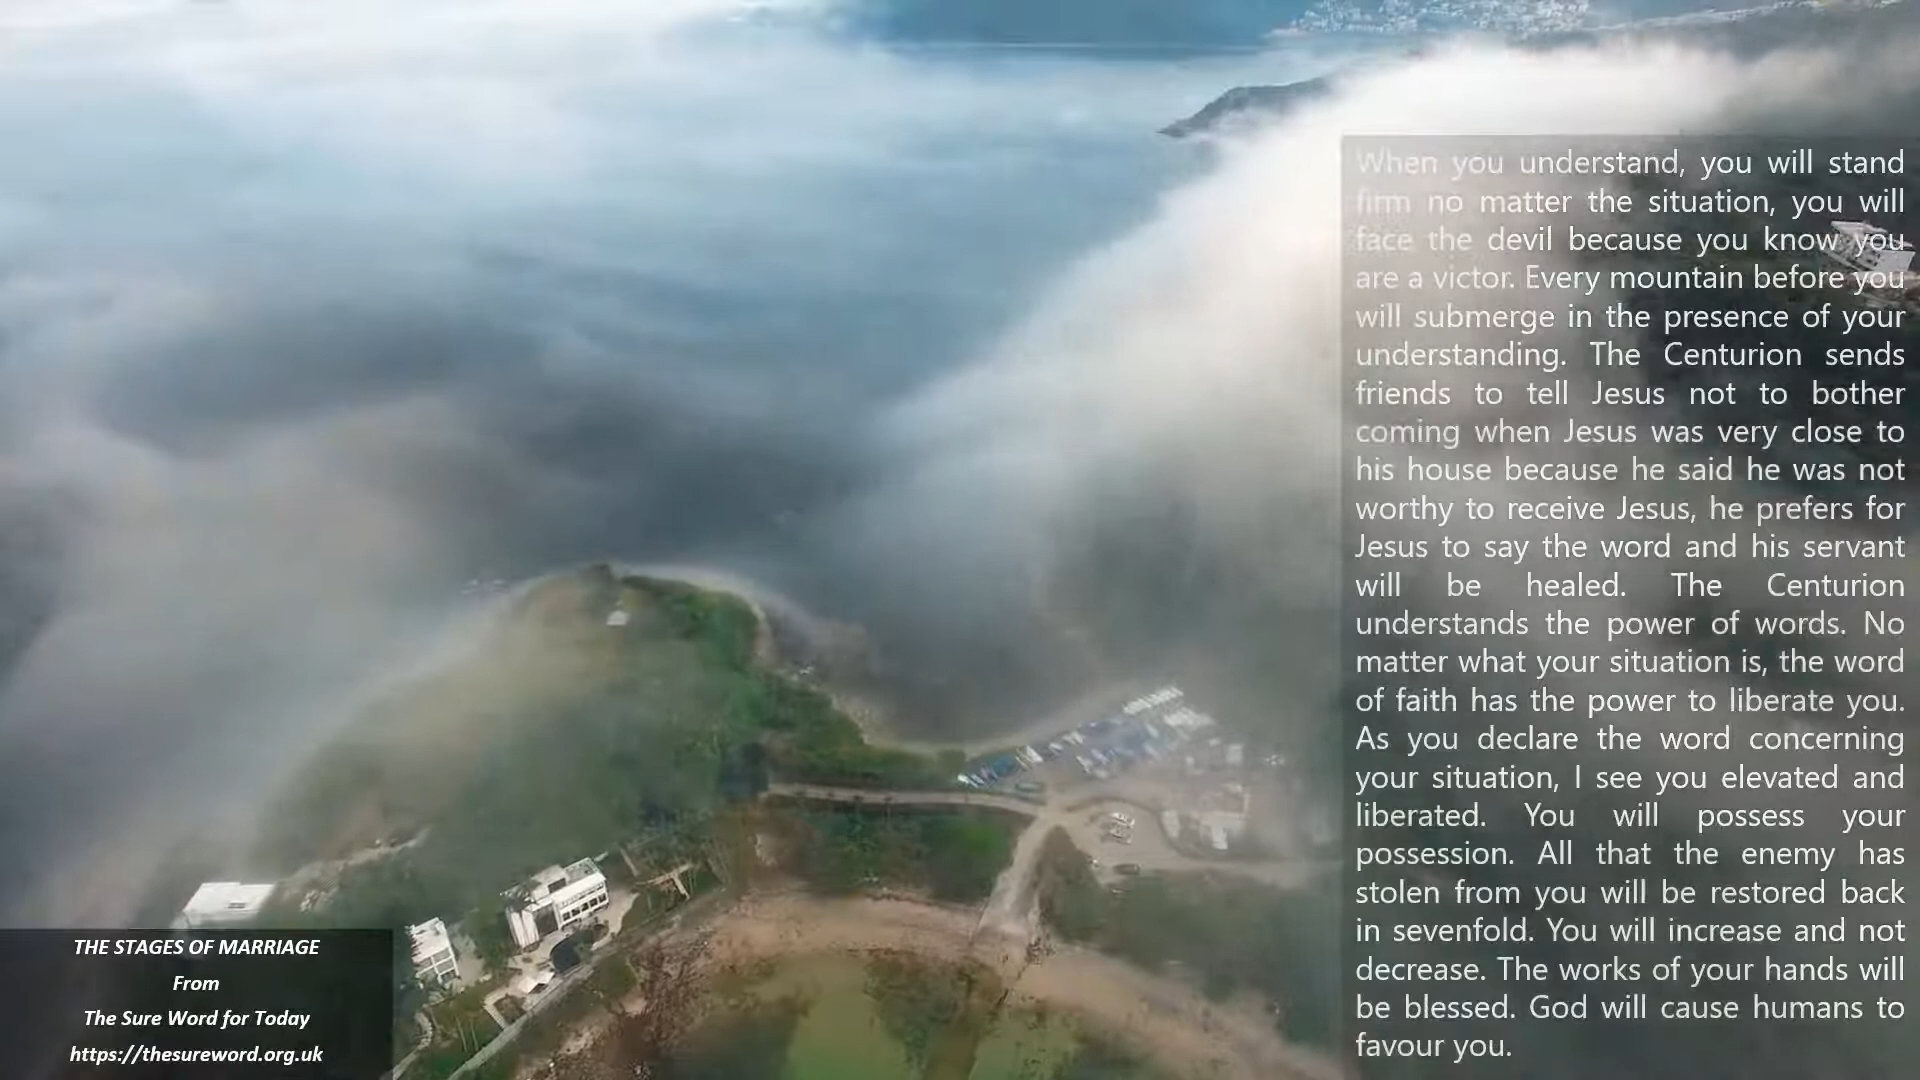 When you understand, you will stand
firm no matter the situation, you will
face the devil because you know you
are a victor. Every mountain before you
will submerge in the presence of your
understanding. The Centurion sends
friends to tell Jesus not to bother
coming when Jesus was very close to
his house because he said he was not
worthy to receive Jesus, he prefers for
Jesus to say the word and his servant
will be healed. The Centurion
understands the power of words. No
matter what your situation is, the word
of faith has the power to liberate you.
As you declare the word concerning
your situation, I see you elevated and
liberated. You will possess your
possession. All that the enemy has
stolen from you will be restored back
in sevenfold. You will increase and not
decrease. The works of your hands will
be blessed. God will cause humans to
favour you.
THE STAGES OF MARRIAGE
From
The Sure Word for Today
https://thesureword.org.uk